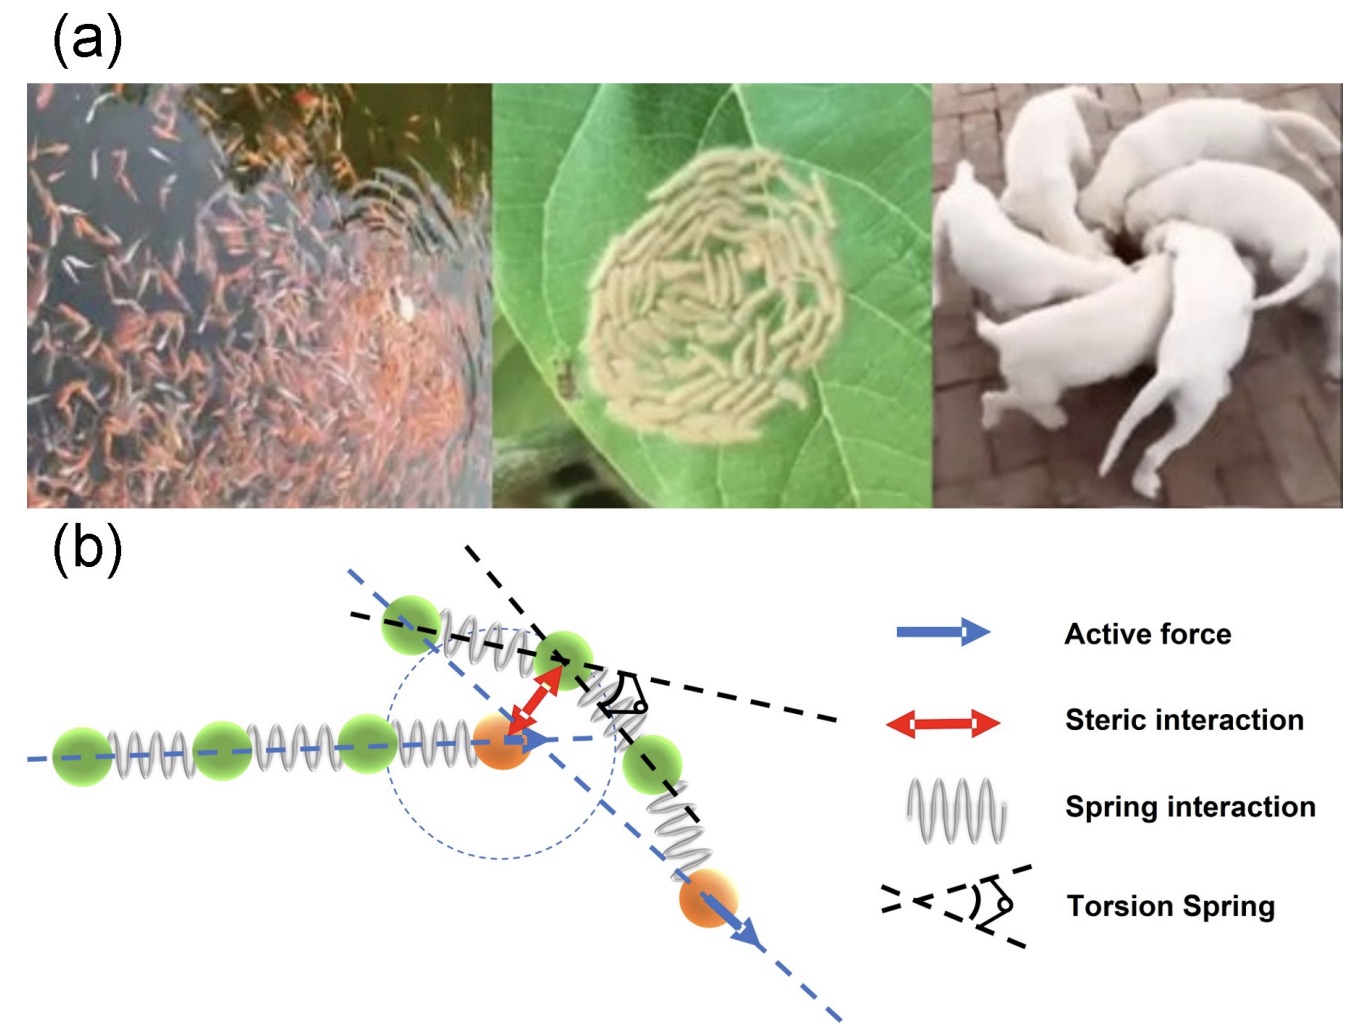 (a)
(b)
Active force
Steric interaction
Spring interaction
Torsion Spring